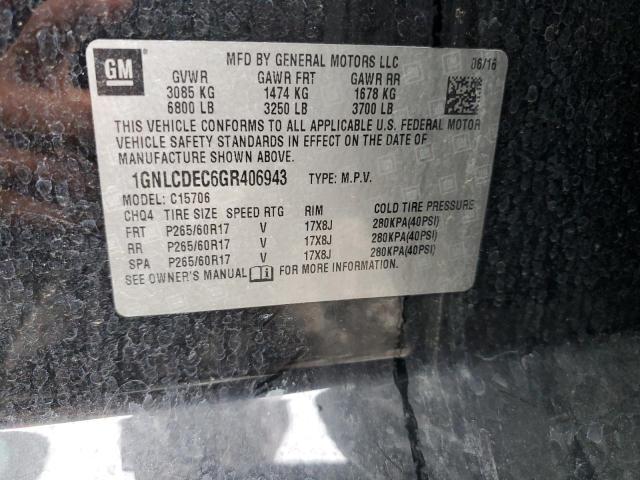 GM
MFD BY GENERAL MOTORS LLC
06/16
GVWR GAWR FRT GAWR RR
3085 KG 1474 KG 1678 KG
6800 LB 3250 LB 3700 LB
THIS VEHICLE CONFORMS TO ALL APPLICABLE U.S. FEDERAL MOTOR
VEHICLE SAFETY STANDARDS IN EFFECT ON THE DATE OF
MANUFACTURE SHOWN ABOVE.
1GNLCDEC6GR406943 TYPE: M.P.V.
MODEL: C15706
CHQ4 TIRE SIZE SPEED RTG RIM COLD TIRE PRESSURE
FRT P265/60R17 V 17X8J 280KPA(40PSI)
RR P265/60R17 V 17X8J 280KPA(40PSI)
SPA P265/60R17 V 17X8J 280KPA(40PSI)
SEE OWNER'S MANUAL FOR MORE INFORMATION.